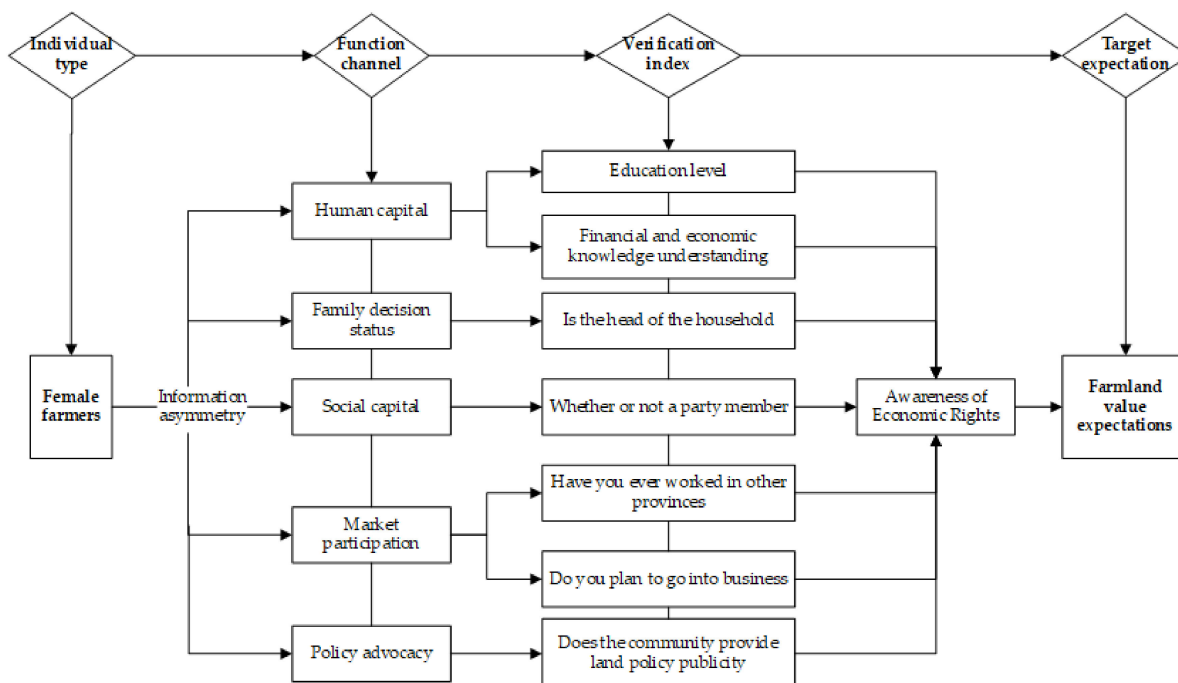 Individual
type
Function
channel
Verification
index
Target
expectation
Education level
Human capital
Financial and economic
knowledge understanding
Family decision
status
Is the head of the household
Female
farmers
Information
asymmetry
Social capital
Whether or not a party member
Awareness of
Economic Rights
Farmland
value
expectations
Have you ever worked in other
provinces
Market
participation
Do you plan to go into business
Policy advocacy
Does the community provide
land policy publicity